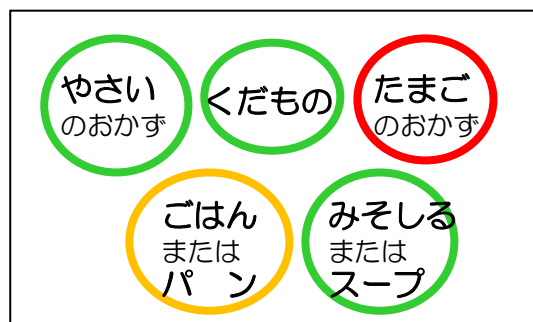 やさい
のおかず
くだもの
たまご
のおかず
ごはん
または
パン
みそしる
または
スープ